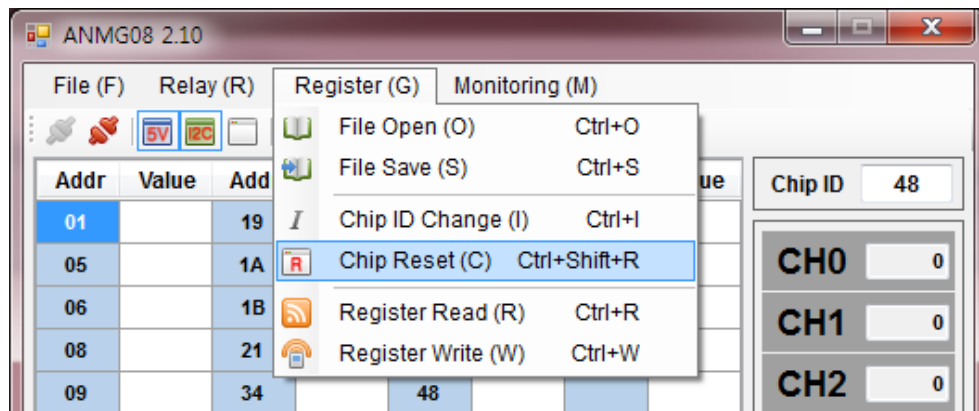 ANMG08 2.10
File (F) Relay (R) Register (G) Monitoring (M)
5V I2C
File Open (O) Ctrl+O
File Save (S) Ctrl+S
Chip ID Change (I) Ctrl+I
Chip Reset (C) Ctrl+Shift+R
Register Read (R) Ctrl+R
Register Write (W) Ctrl+W
Addr Value Add ue Chip ID 48
01 19
05 1A CH0 0
06 1B CH1 0
08 21
09 34 48 CH2 0